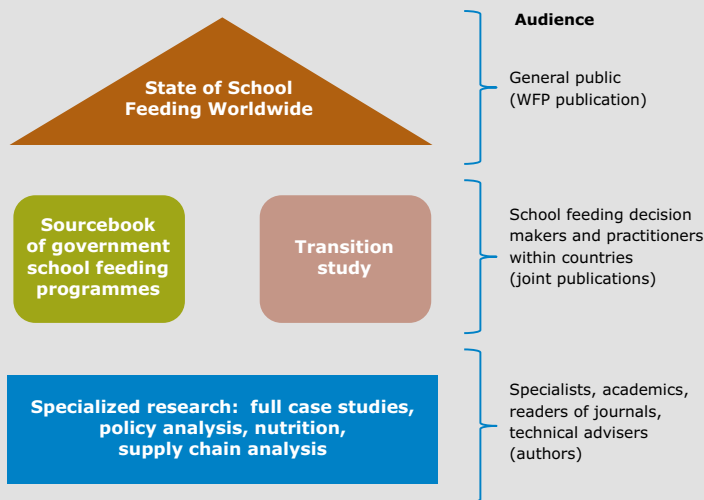 Audience
State of School
Feeding Worldwide
General public
(WFP publication)
Sourcebook
of government
school feeding
programmes
Transition
study
School feeding decision
makers and practitioners
within countries
(joint publications)
Specialized research:  full case studies,
policy analysis, nutrition,
supply chain analysis
Specialists, academics,
readers of journals,
technical advisers
(authors)